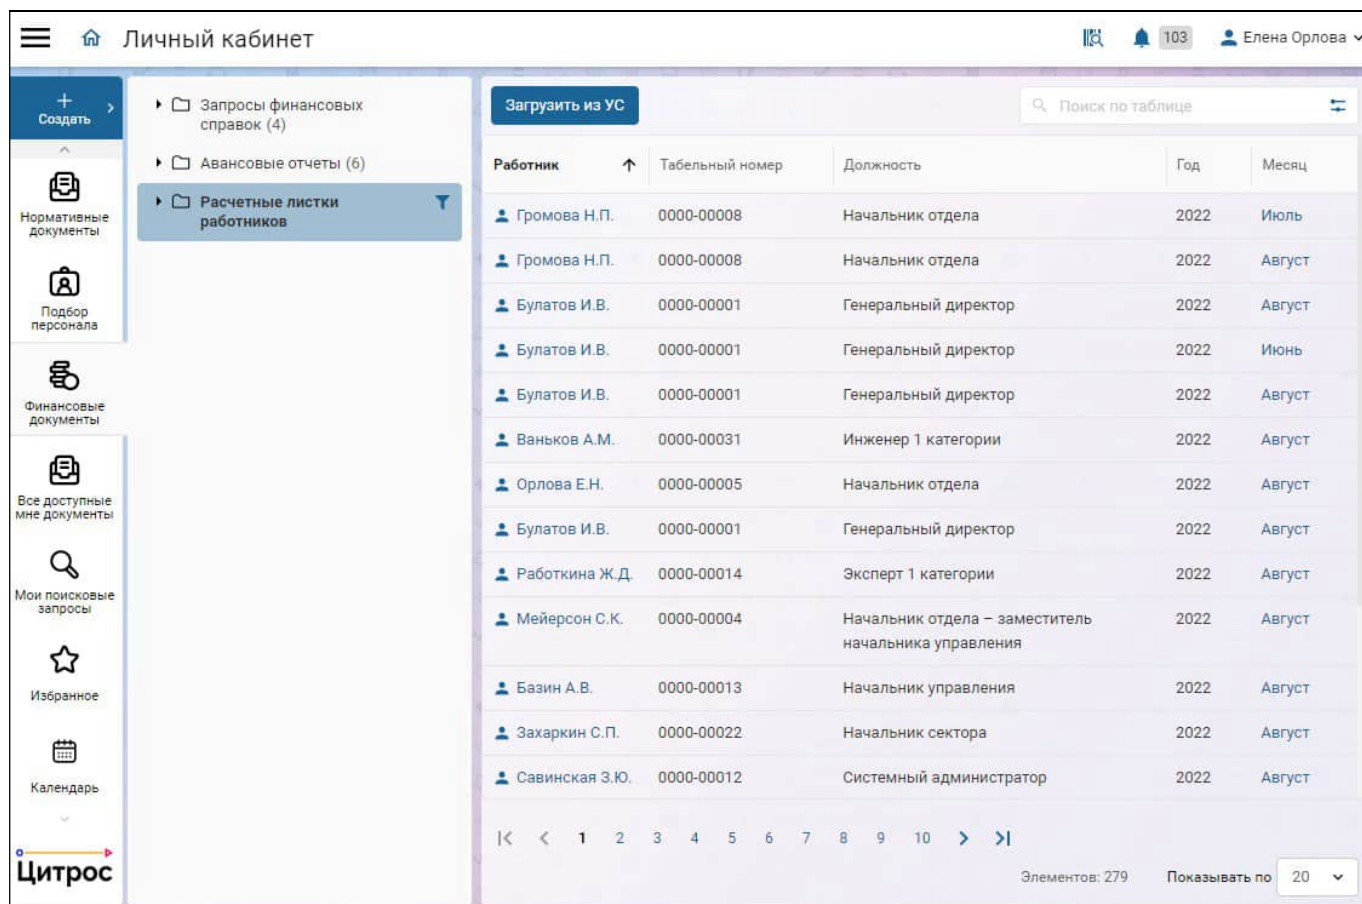 Личный кабинет
103
Елена Орлова
+
Создать
Нормативные
документы
Подбор
персонала
Финансовые
документы
Все доступные
мне документы
Мои поисковые
запросы
Избранное
Календарь
Цитрос
Запросы финансовых
справок (4)
Авансовые отчеты (6)
Расчетные листки
работников
Загрузить из УС
Поиск по таблице
Работник Табельный номер Должность Год Месяц
Громова Н.П. 0000-00008 Начальник отдела 2022 Июль
Громова Н.П. 0000-00008 Начальник отдела 2022 Август
Булатов И.В. 0000-00001 Генеральный директор 2022 Август
Булатов И.В. 0000-00001 Генеральный директор 2022 Июнь
Булатов И.В. 0000-00001 Генеральный директор 2022 Август
Ваньков А.М. 0000-00031 Инженер 1 категории 2022 Август
Орлова Е.Н. 0000-00005 Начальник отдела 2022 Август
Булатов И.В. 0000-00001 Генеральный директор 2022 Август
Работкина Ж.Д. 0000-00014 Эксперт 1 категории 2022 Август
Мейерсон С.К. 0000-00004 Начальник отдела – заместитель 2022 Август
начальника управления
Базин А.В. 0000-00013 Начальник управления 2022 Август
Захаркин С.П. 0000-00022 Начальник сектора 2022 Август
Савинская З.Ю. 0000-00012 Системный администратор 2022 Август
1 2 3 4 5 6 7 8 9 10
Элементов: 279 Показывать по 20